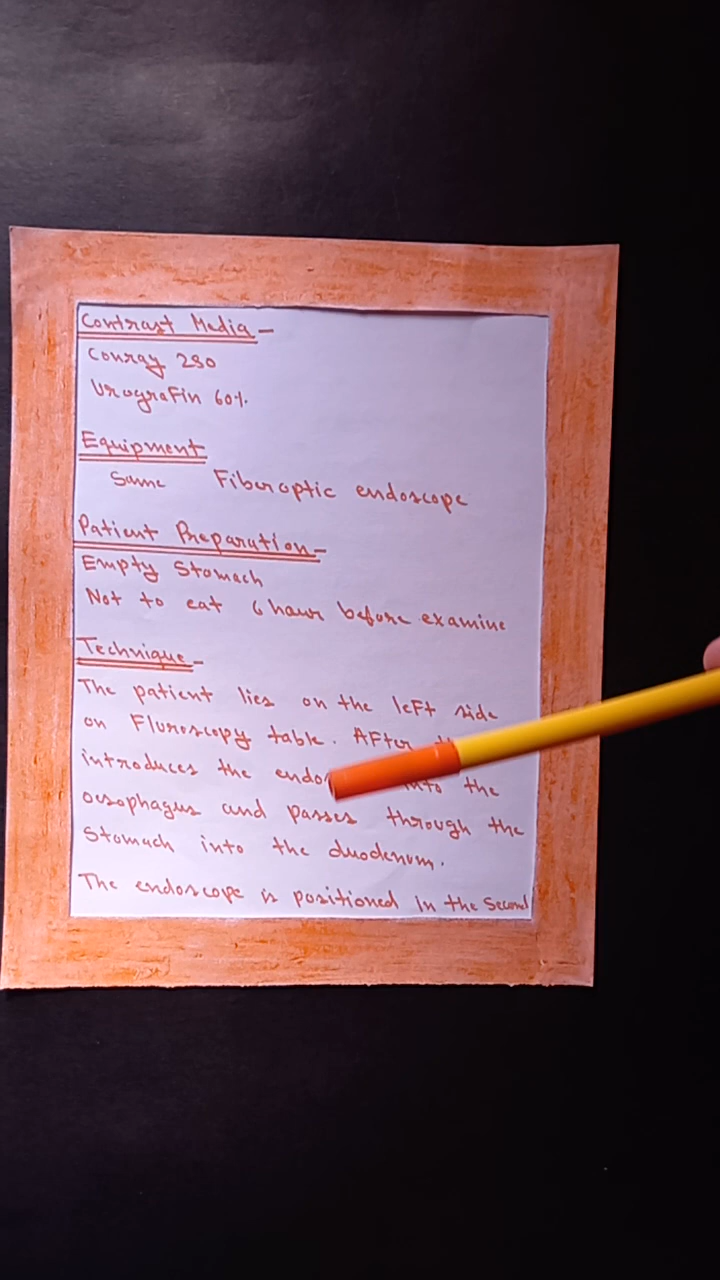 Contrast Media -
Conray 280
Urografin 60%.
Equipment
Same Fiberoptic endoscope
Patient Preparation -
Empty Stomach
Not to eat 6 hour before examine
Technique -
The patient lies on the left side
on Fluroscopy table. After
introduces the into the
oesophagus and passes through the
stomach into the duodenum.
The endoscope is positioned in the second